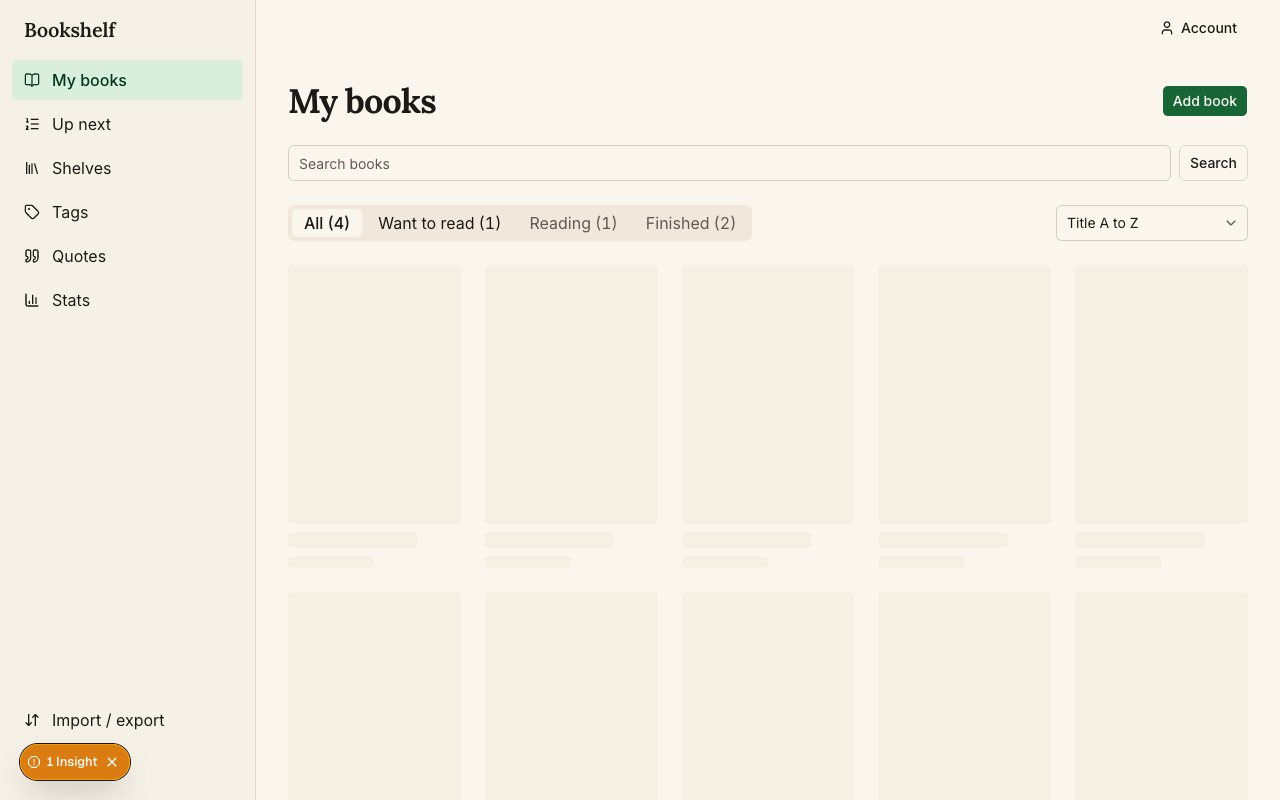 Bookshelf
Account
My books
Up next
Shelves
Tags
Quotes
Stats
Import / export
1 Insight
My books
Add book
Search books
Search
All (4)
Want to read (1)
Reading (1)
Finished (2)
Title A to Z